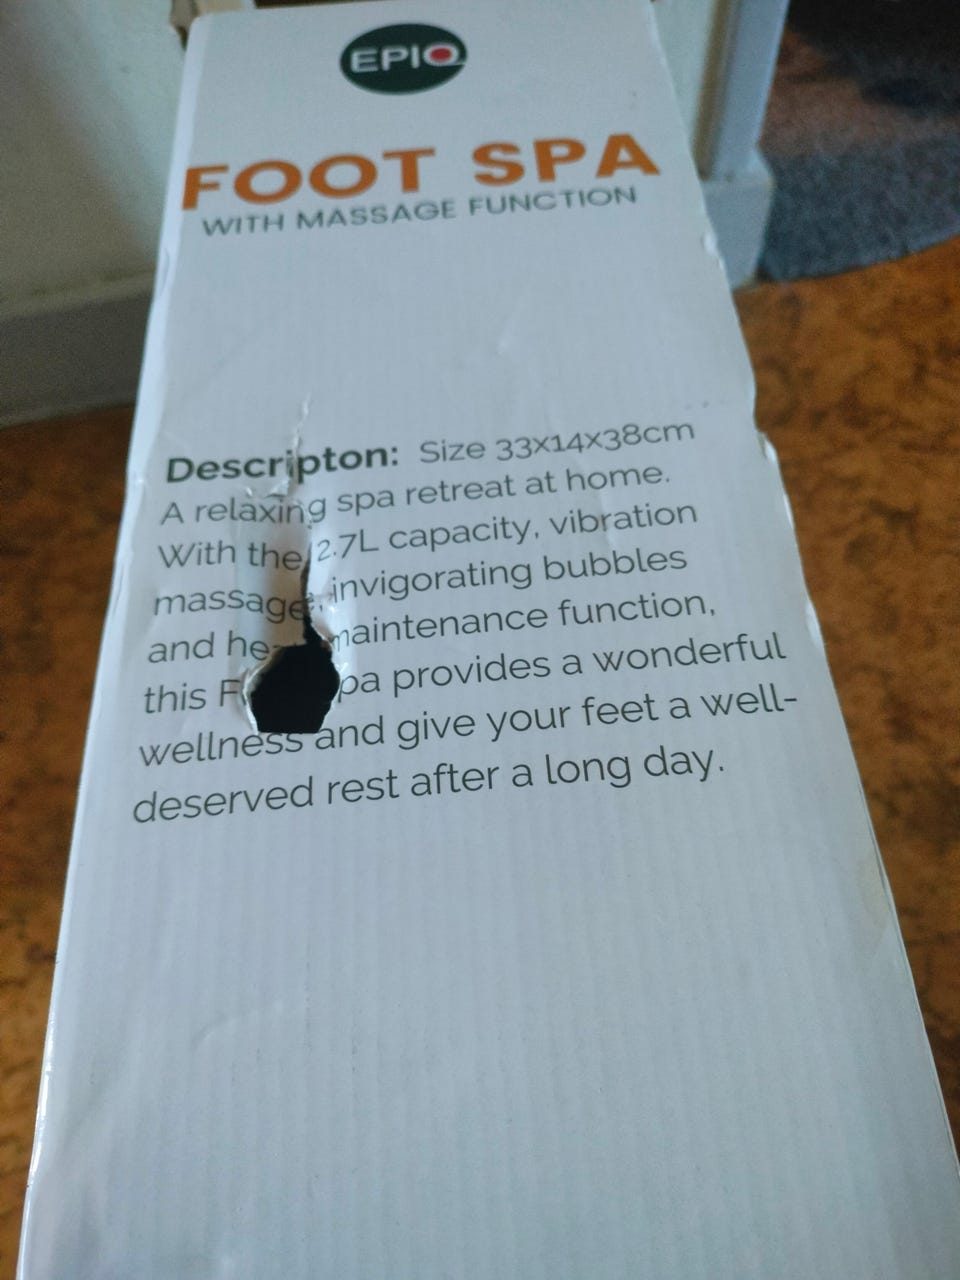 EPIQ
FOOT SPA
WITH MASSAGE FUNCTION
Descripton: Size 33x14x38cm
A relaxing spa retreat at home.
With the 2.7L capacity, vibration
massage, invigorating bubbles
and maintenance function,
this provides a wonderful
wellness and give your feet a well-
deserved rest after a long day.